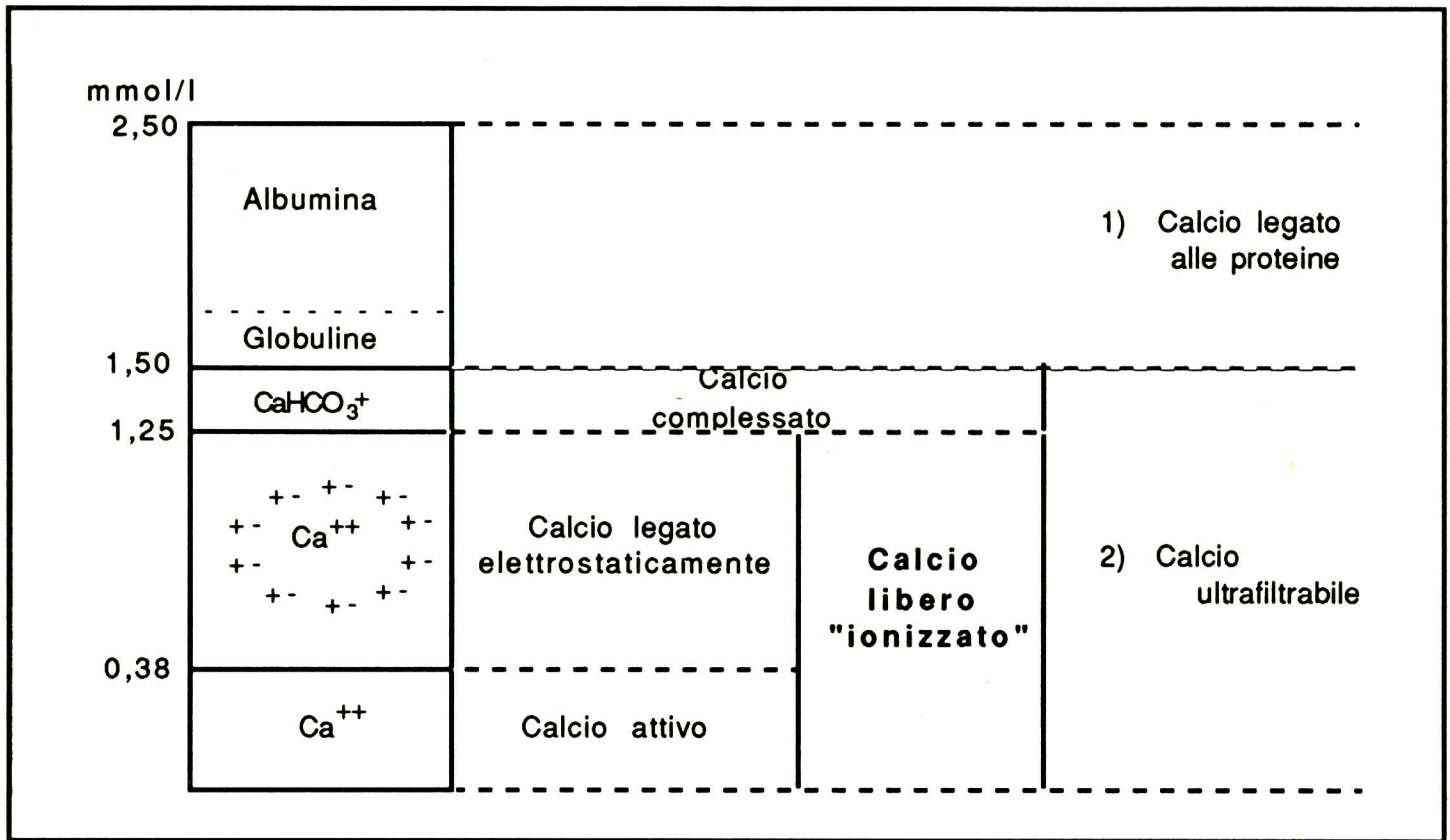 mmol/l
2,50
Albumina
1) Calcio legato
alle proteine
Globuline
1,50
Calcio
complessato
CaHCO₃+
1,25
+ - + - + -
+ - Ca++ + -
+ - + -
+ - + - + -
Calcio legato
elettrostaticamente
Calcio
libero
"ionizzato"
2) Calcio
ultrafiltrabile
0,38
Ca++
Calcio attivo